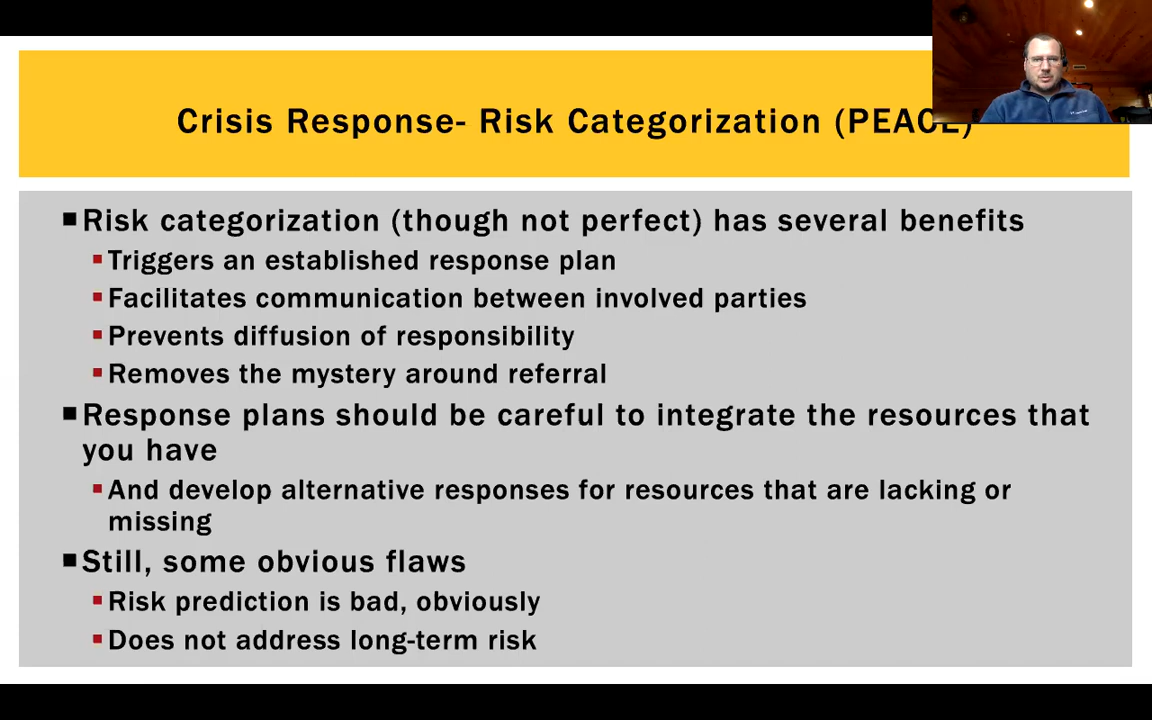 Crisis Response- Risk Categorization (PEACE)
Risk categorization (though not perfect) has several benefits
Triggers an established response plan
Facilitates communication between involved parties
Prevents diffusion of responsibility
Removes the mystery around referral
Response plans should be careful to integrate the resources that
you have
And develop alternative responses for resources that are lacking or
missing
Still, some obvious flaws
Risk prediction is bad, obviously
Does not address long-term risk